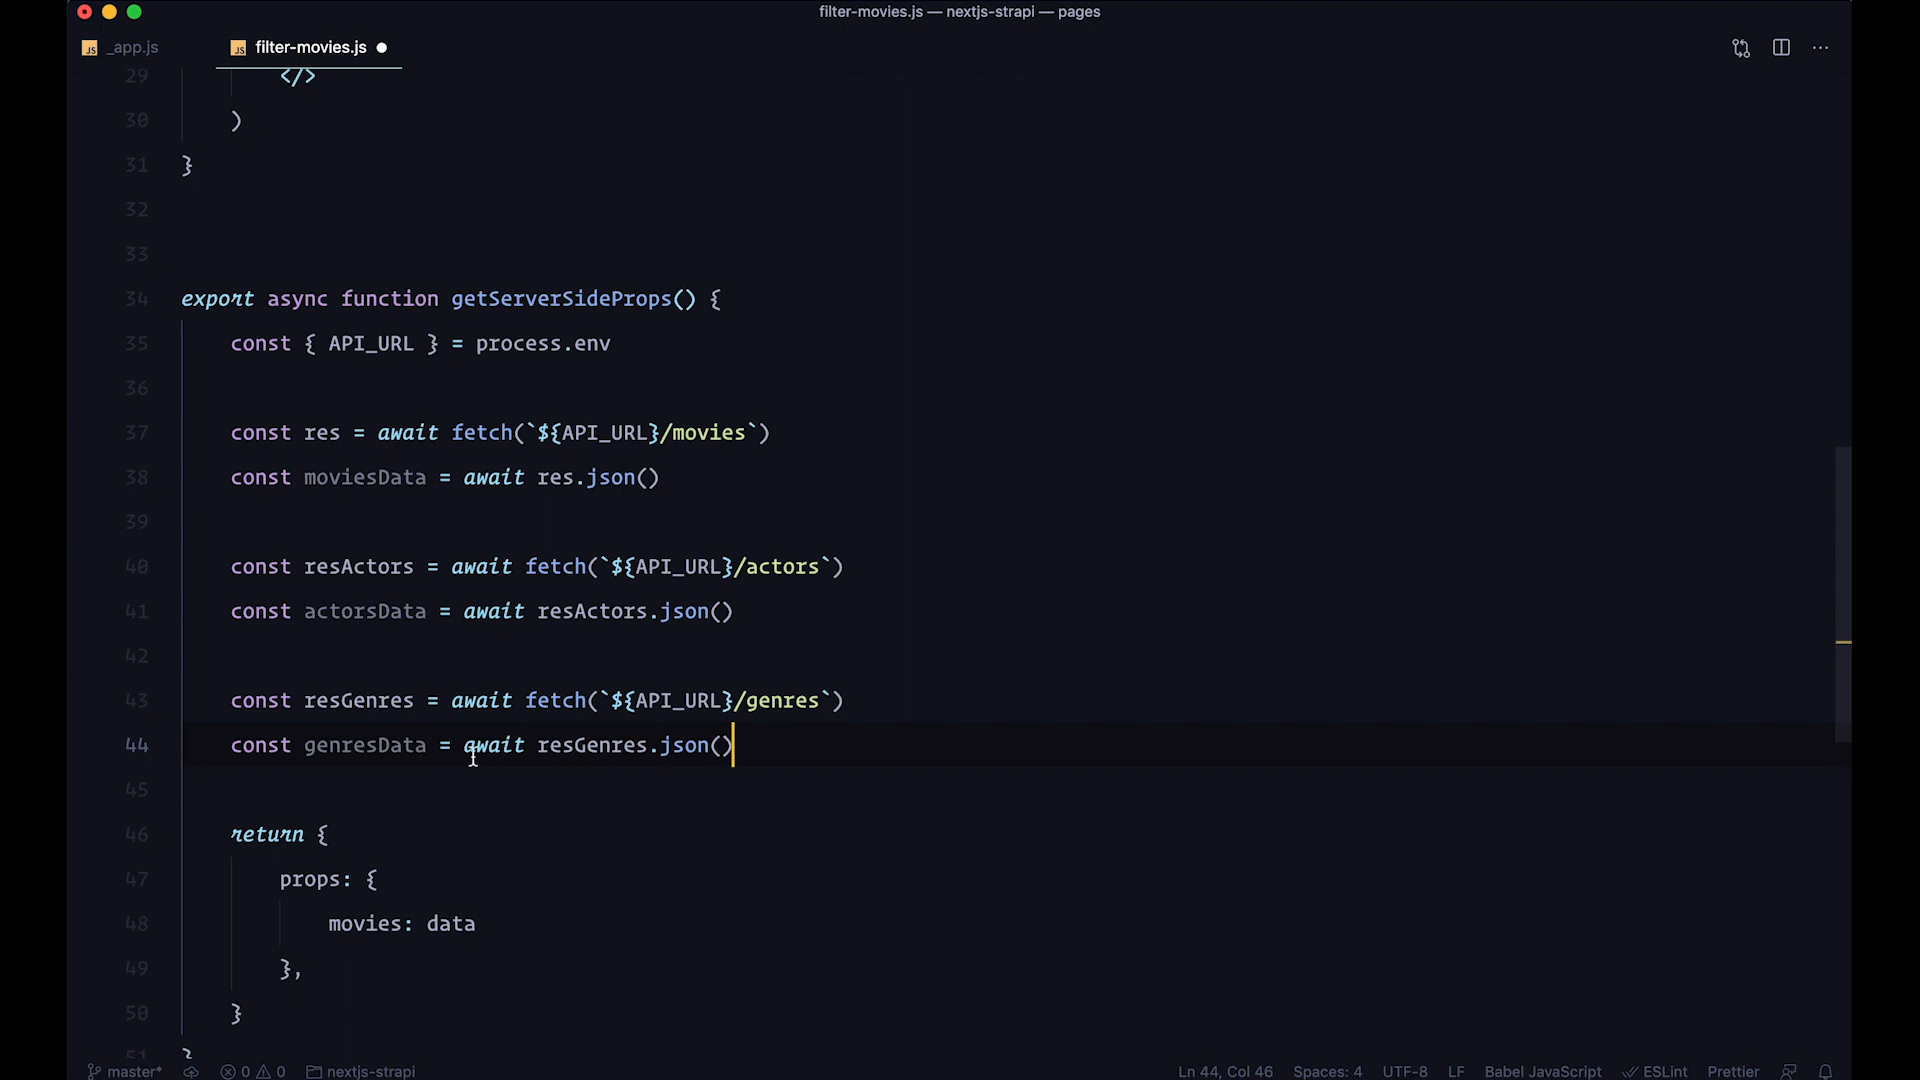 filter-movies.js — nextjs-strapi — pages
JS _app.js JS filter-movies.js ● ···
29 </>
30 )
31 }
32
33
34 export async function getServerSideProps() {
35 const { API_URL } = process.env
36
37 const res = await fetch(`${API_URL}/movies`)
38 const moviesData = await res.json()
39
40 const resActors = await fetch(`${API_URL}/actors`)
41 const actorsData = await resActors.json()
42
43 const resGenres = await fetch(`${API_URL}/genres`)
44 const genresData = await resGenres.json()
45
46 return {
47 props: {
48 movies: data
49 },
50 }
51 }
master* 0 0 nextjs-strapi Ln 44, Col 46 Spaces: 4 UTF-8 LF Babel JavaScript ESLint Prettier